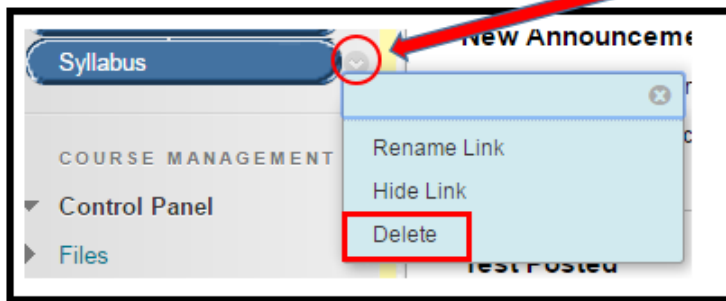 Syllabus
New Announceme
Rename Link
COURSE MANAGEMENT
Hide Link
Control Panel
Delete
Files
Test Posted